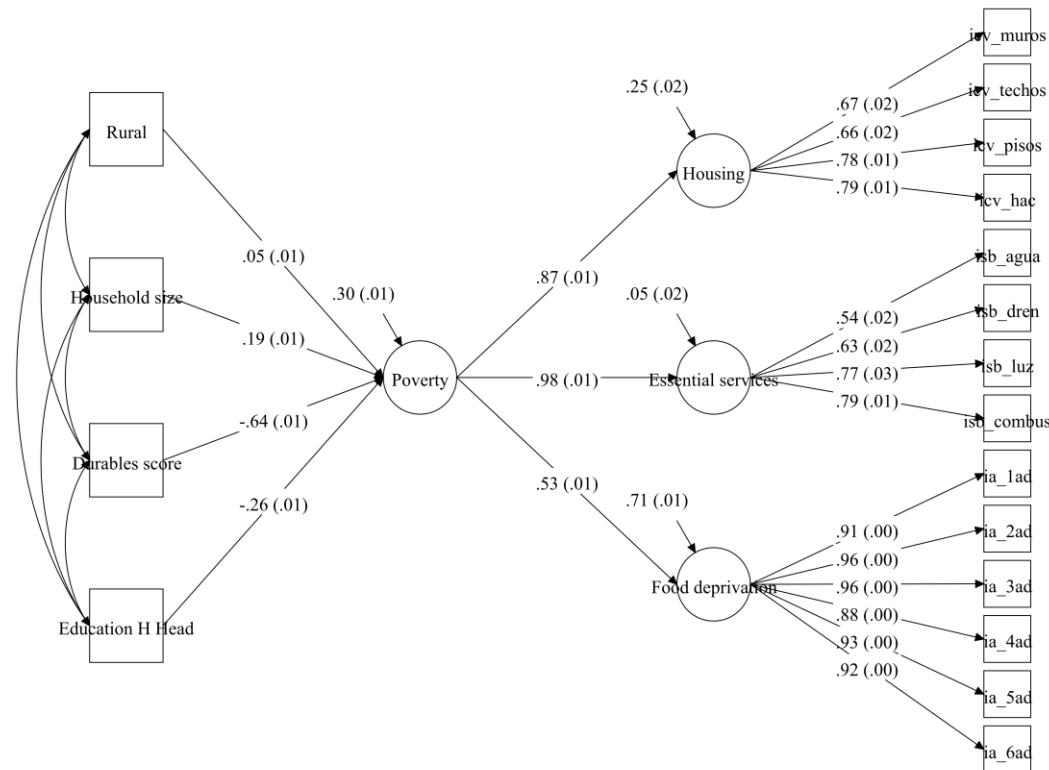 Rural
Household size
Durables score
Education H Head
.05 (.01)
.19 (.01)
-.64 (.01)
-.26 (.01)
.30 (.01)
Poverty
.87 (.01)
.98 (.01)
.53 (.01)
.25 (.02)
Housing
.05 (.02)
Essential services
.71 (.01)
Food deprivation
.67 (.02)
.66 (.02)
.78 (.01)
.79 (.01)
.54 (.02)
.63 (.02)
.77 (.03)
.79 (.01)
.91 (.00)
.96 (.00)
.96 (.00)
.88 (.00)
.93 (.00)
.92 (.00)
icv_muros
icv_techos
icv_pisos
icv_hac
isb_agua
isb_dren
isb_luz
isb_combus
ia_1ad
ia_2ad
ia_3ad
ia_4ad
ia_5ad
ia_6ad